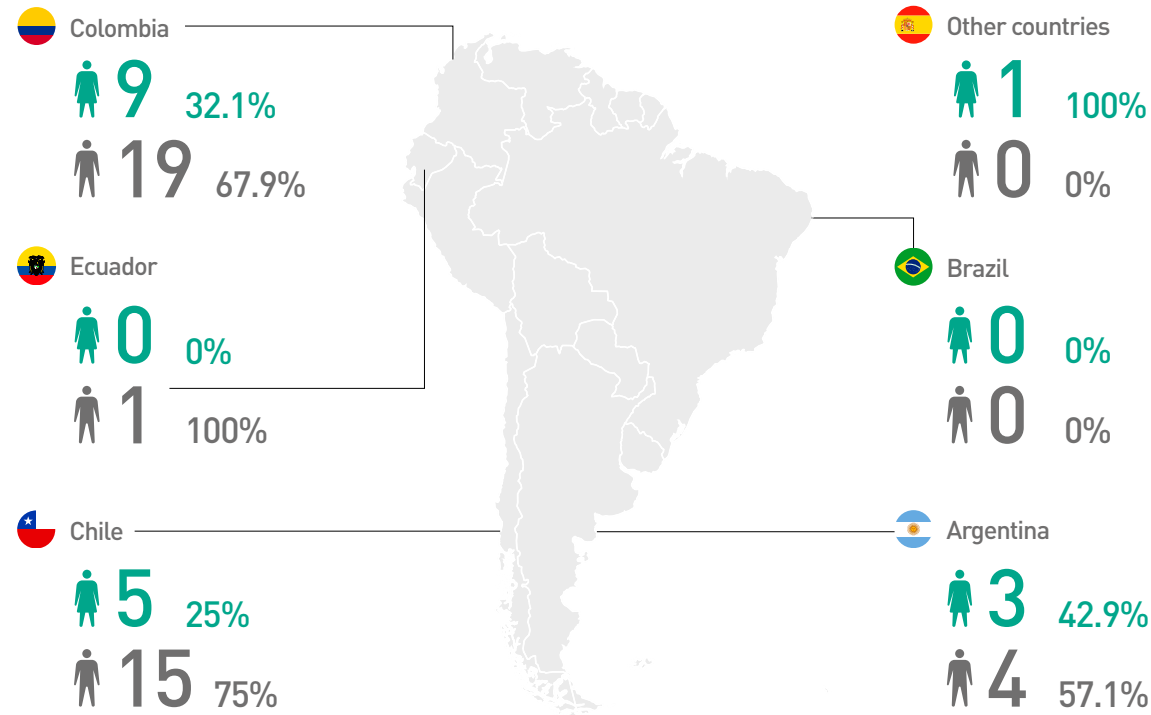 Colombia
9 32.1%
19 67.9%
Ecuador
0 0%
1 100%
Chile
5 25%
15 75%
Other countries
1 100%
0 0%
Brazil
0 0%
0 0%
Argentina
3 42.9%
4 57.1%